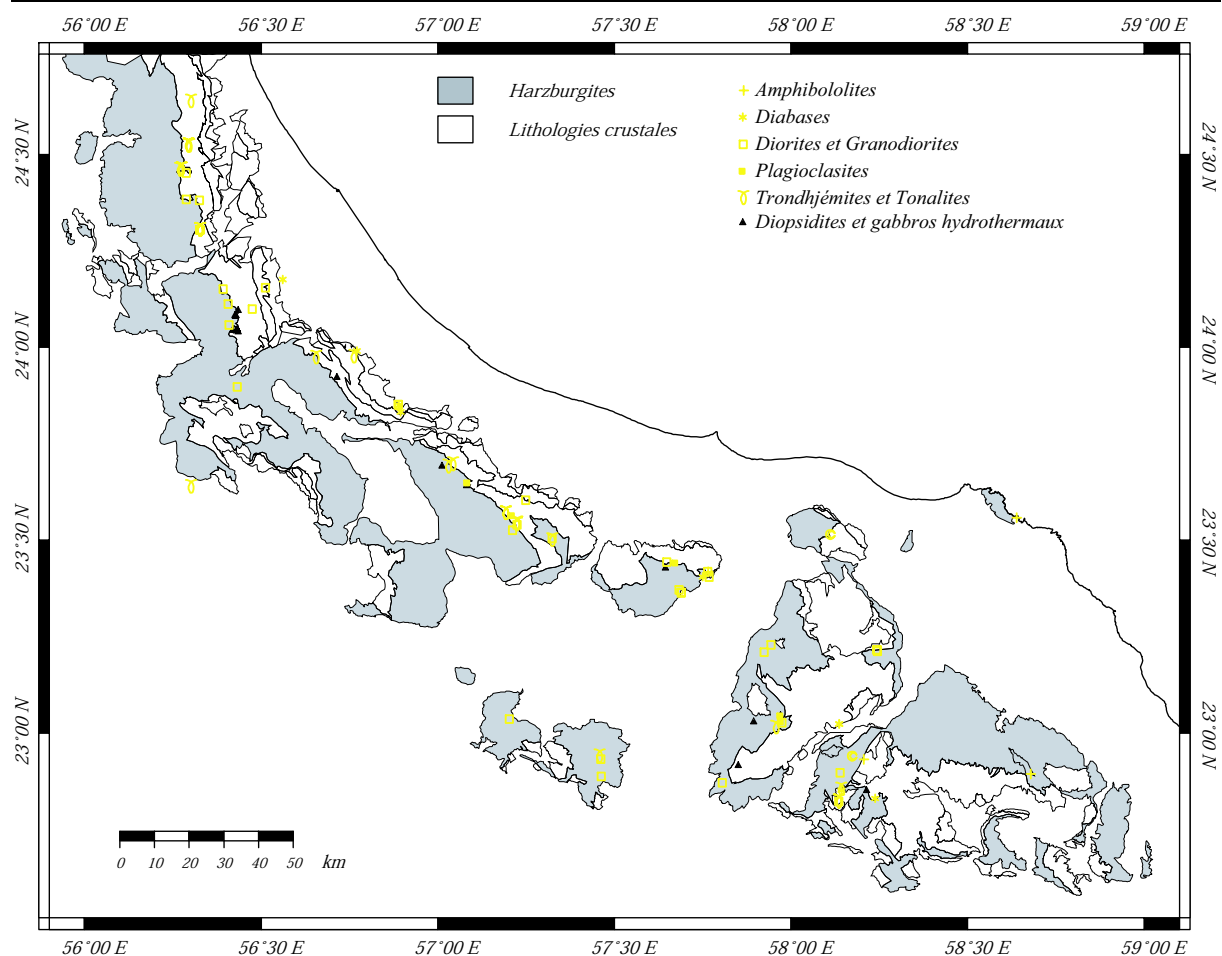 56°00' E 56°30' E 57°00' E 57°30' E 58°00' E 58°30' E 59°00' E
Harzburgites
Lithologies crustales
Amphibololites
Diabases
Diorites et Granodiorites
Plagioclasites
Trondhjémites et Tonalites
Diopsidites et gabbros hydrothermaux
24°30' N
24°00' N
23°30' N
23°00' N
24°30' N
24°00' N
23°30' N
23°00' N
0 10 20 30 40 50 km
56°00' E 56°30' E 57°00' E 57°30' E 58°00' E 58°30' E 59°00' E